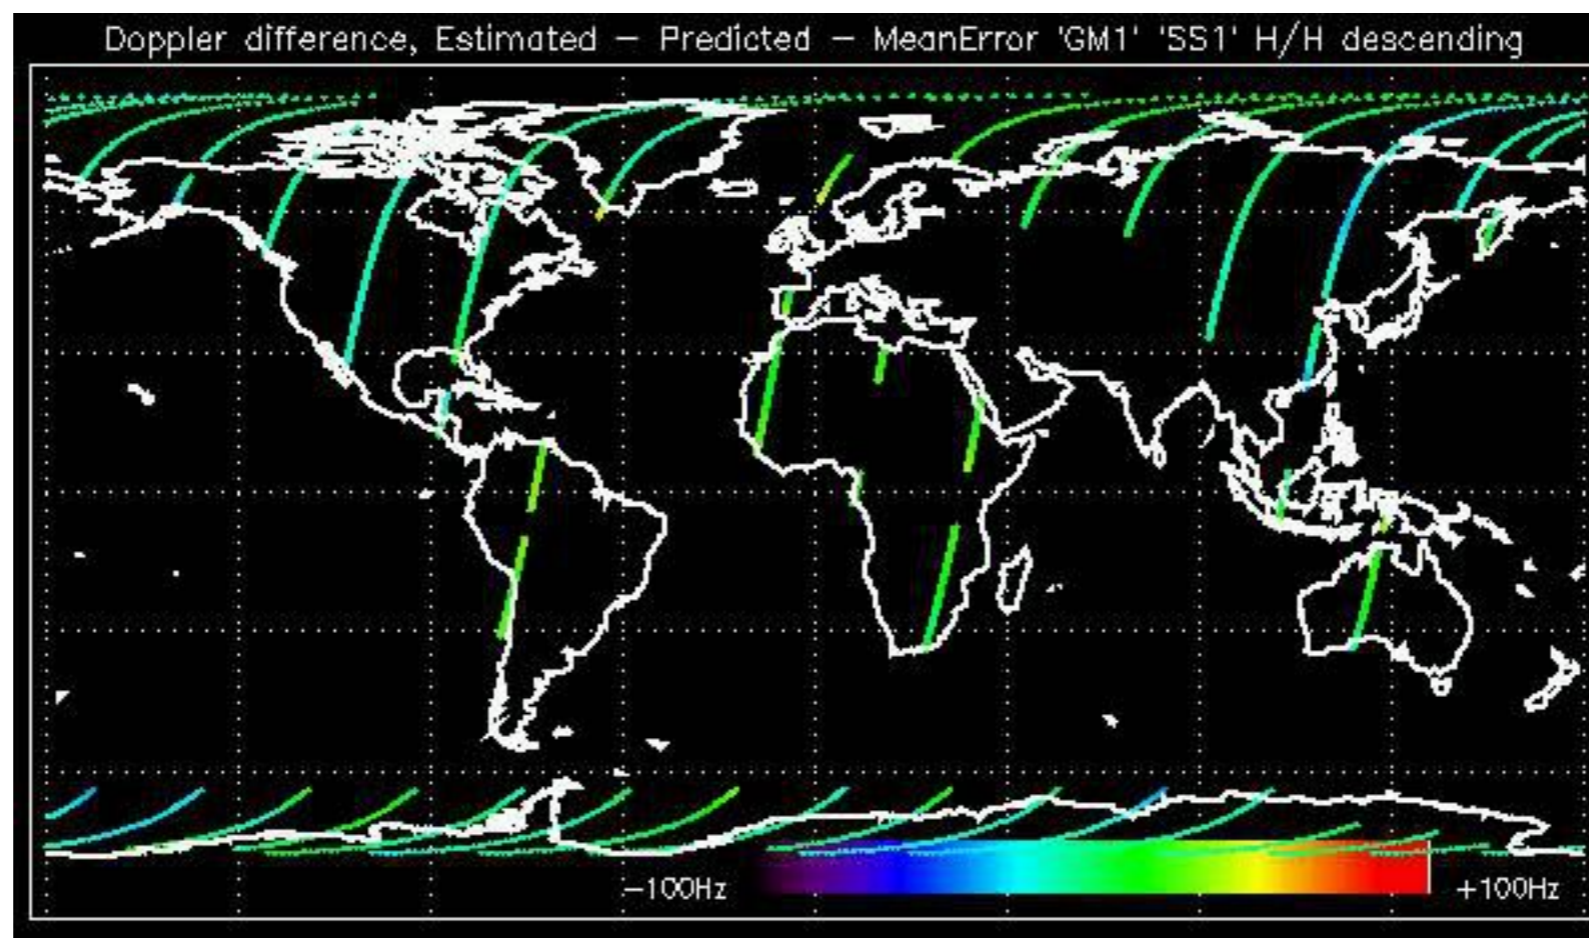 Doppler difference, Estimated – Predicted – MeanError 'GM1' 'SS1' H/H descending
–100Hz
+100Hz